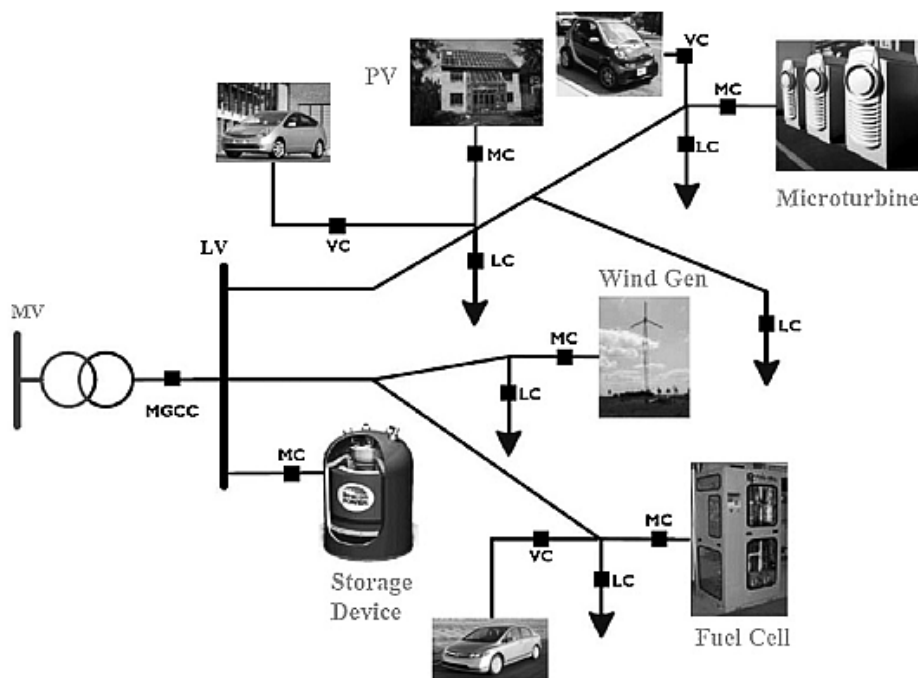 VC
PV
MC
MC
LC
Microturbine
VC
LC
LV
Wind Gen
MV
MC
LC
MGCC
LC
MC
MC
VC
LC
Storage
Device
Fuel Cell